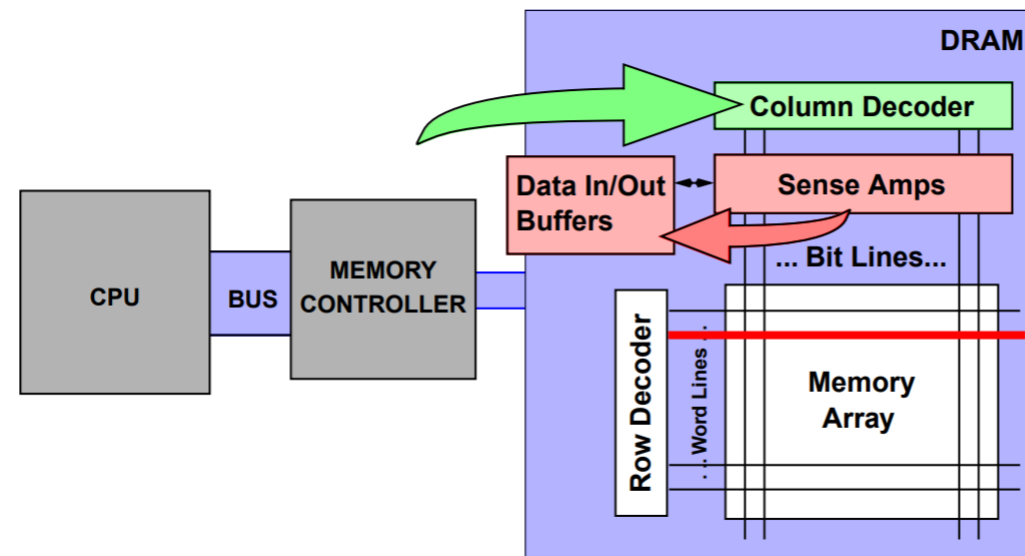 DRAM
Column Decoder
Data In/Out
Buffers
Sense Amps
... Bit Lines...
CPU
BUS
MEMORY
CONTROLLER
Row Decoder
... Word Lines ...
Memory
Array